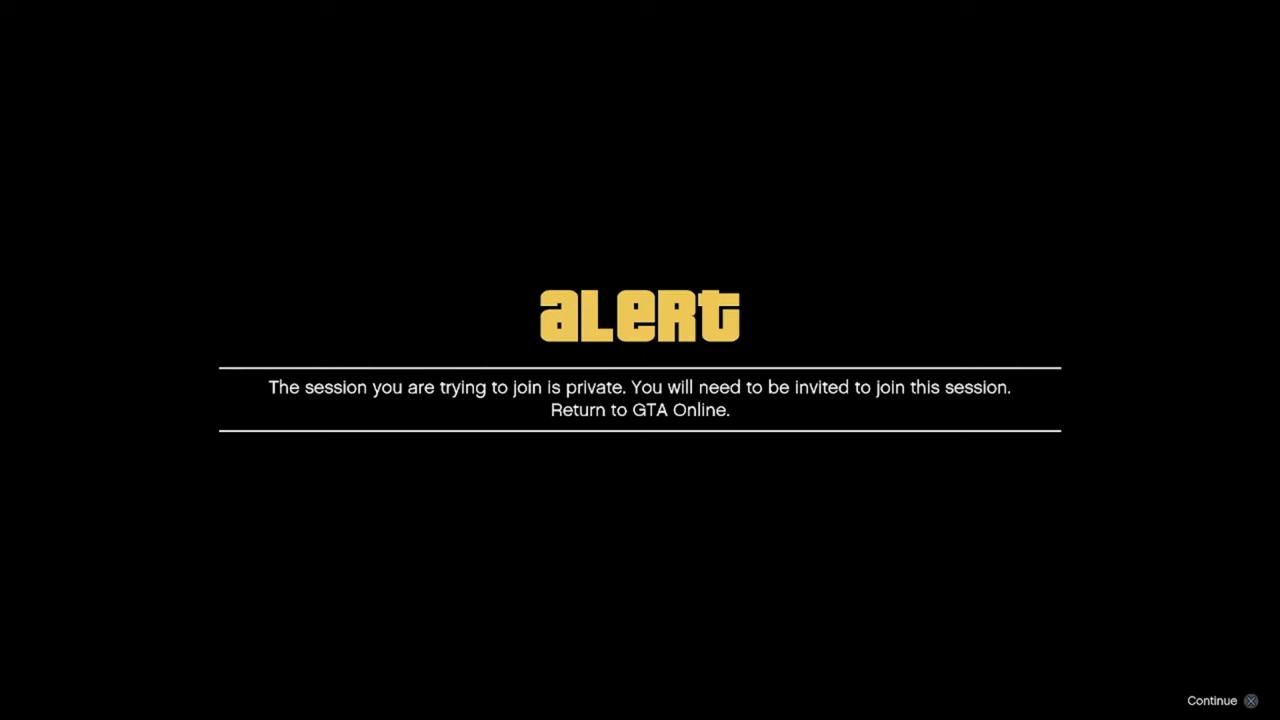 aLeRt
The session you are trying to join is private. You will need to be invited to join this session.
Return to GTA Online.
Continue